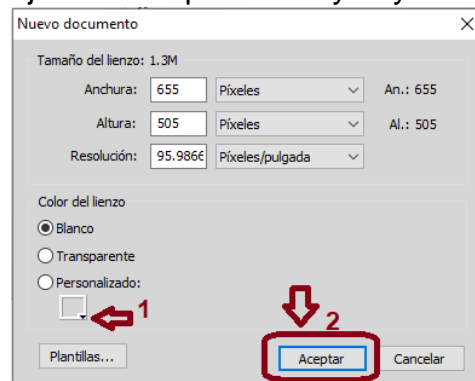 Nuevo documento
Tamaño del lienzo: 1.3M
Anchura: 655 Píxeles An.: 655
Altura: 505 Píxeles Al.: 505
Resolución: 95.9866 Píxeles/pulgada
Color del lienzo
Blanco
Transparente
Personalizado:
1
2
Plantillas... Aceptar Cancelar